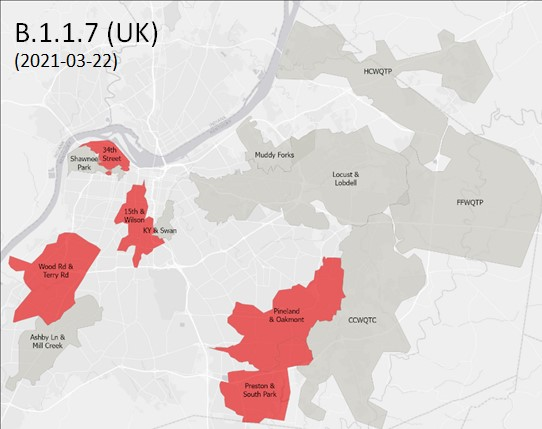 B.1.1.7 (UK)
(2021-03-22)
HCWQTP
34th
Street
Shawnee
Park
Muddy Forks
Locust &
Lobdell
FFWQTP
15th &
Wilson
KY & Swan
Wood Rd &
Terry Rd
Pineland
& Oakmont
CCWQTC
Ashby Ln &
Mill Creek
Preston &
South Park